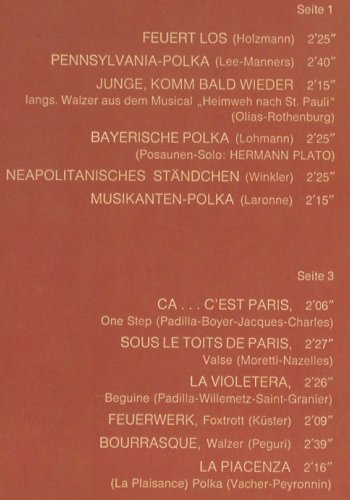 Seite 1
FEUERT LOS (Holzmann) 2'25"
PENNSYLVANIA-POLKA (Lee-Manners) 2'40"
JUNGE, KOMM BALD WIEDER 2'15"
langs. Walzer aus dem Musical „Heimweh nach St. Pauli"
(Olias-Rothenburg)
BAYERISCHE POLKA (Lohmann) 2'25"
(Posaunen-Solo: HERMANN PLATO)
NEAPOLITANISCHES STÄNDCHEN (Winkler) 2'25"
MUSIKANTEN-POLKA (Laronne) 2'15"
Seite 3
CA . . . C'EST PARIS, 2'06"
One Step (Padilla-Boyer-Jacques-Charles)
SOUS LE TOITS DE PARIS, 2'27"
Valse (Moretti-Nazelles)
LA VIOLETERA, 2'26"
Beguine (Padilla-Willemetz-Saint-Granier)
FEUERWERK, Foxtrott (Küster) 2'09"
BOURRASQUE, Walzer (Peguri) 2'39"
LA PIACENZA 2'16"
(La Plaisance) Polka (Vacher-Peyronnin)